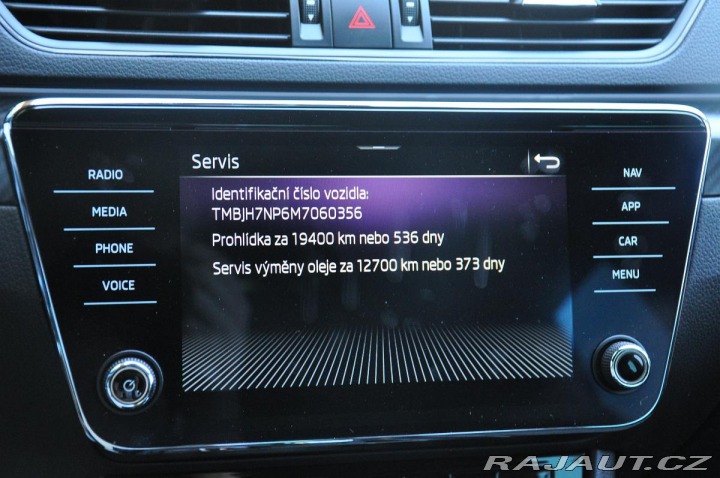 RADIO
MEDIA
PHONE
VOICE
Servis
Identifikační číslo vozidla:
TMBJH7NP6M7060356
Prohlídka za 19400 km nebo 536 dny
Servis výměny oleje za 12700 km nebo 373 dny
NAV
APP
CAR
MENU
RAJAUT.CZ